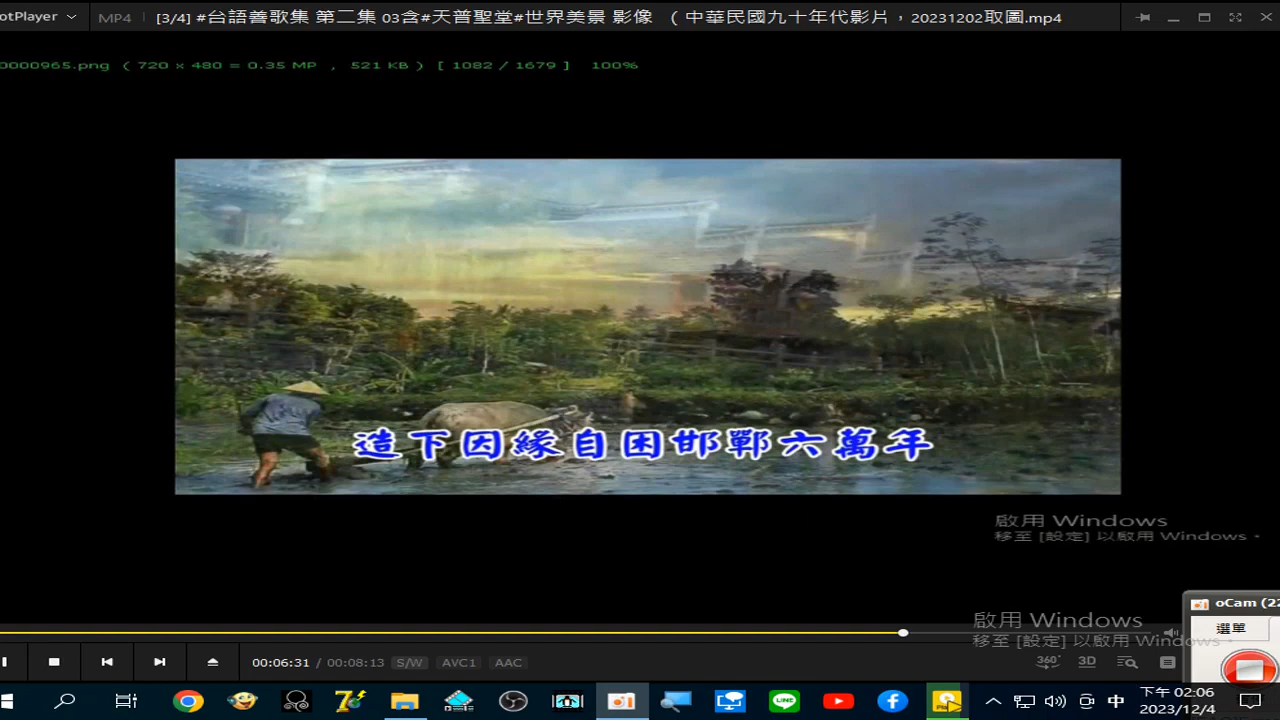 otPlayer
MP4
[3/4] #台語善歌集 第二集 03含#天普聖堂#世界美景 影像 （中華民國九十年代影片，20231202取圖.mp4
0000965.png ( 720 x 480 = 0.35 MP , 521 KB ) [ 1082 / 1679 ] 100%
造下因緣自困邯鄲六萬年
啟用 Windows
移至 [設定] 以啟用 Windows。
啟用 Windows
移至 [設定] 以啟用 Windows。
oCam (22
選單
00:06:31 / 00:08:13 S/W AVC1 AAC
360° 3D
中
下午 02:06
2023/12/4